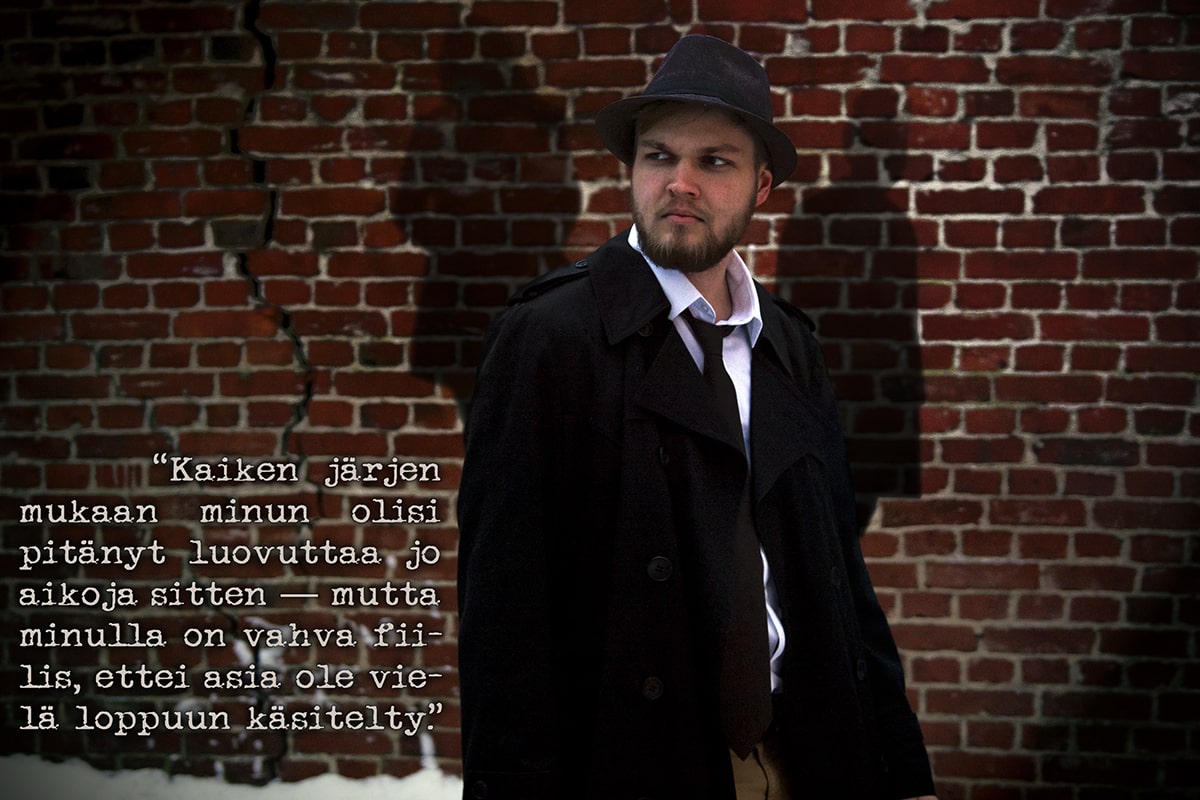 “Kaiken järjen
mukaan minun olisi
pitänyt luovuttaa jo
aikoja sitten — mutta
minulla on vahva fii-
lis, ettei asia ole vie-
lä loppuun käsitelty.”